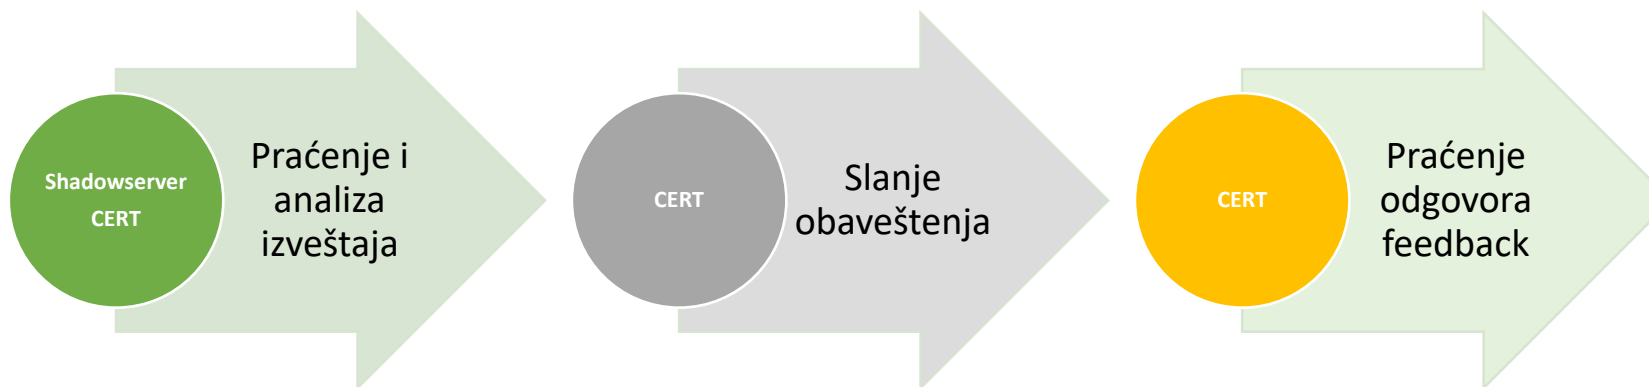 Shadowserver
CERT
Praćenje i
analiza
izveštaja
CERT
Slanje
obaveštenja
CERT
Praćenje
odgovora
feedback